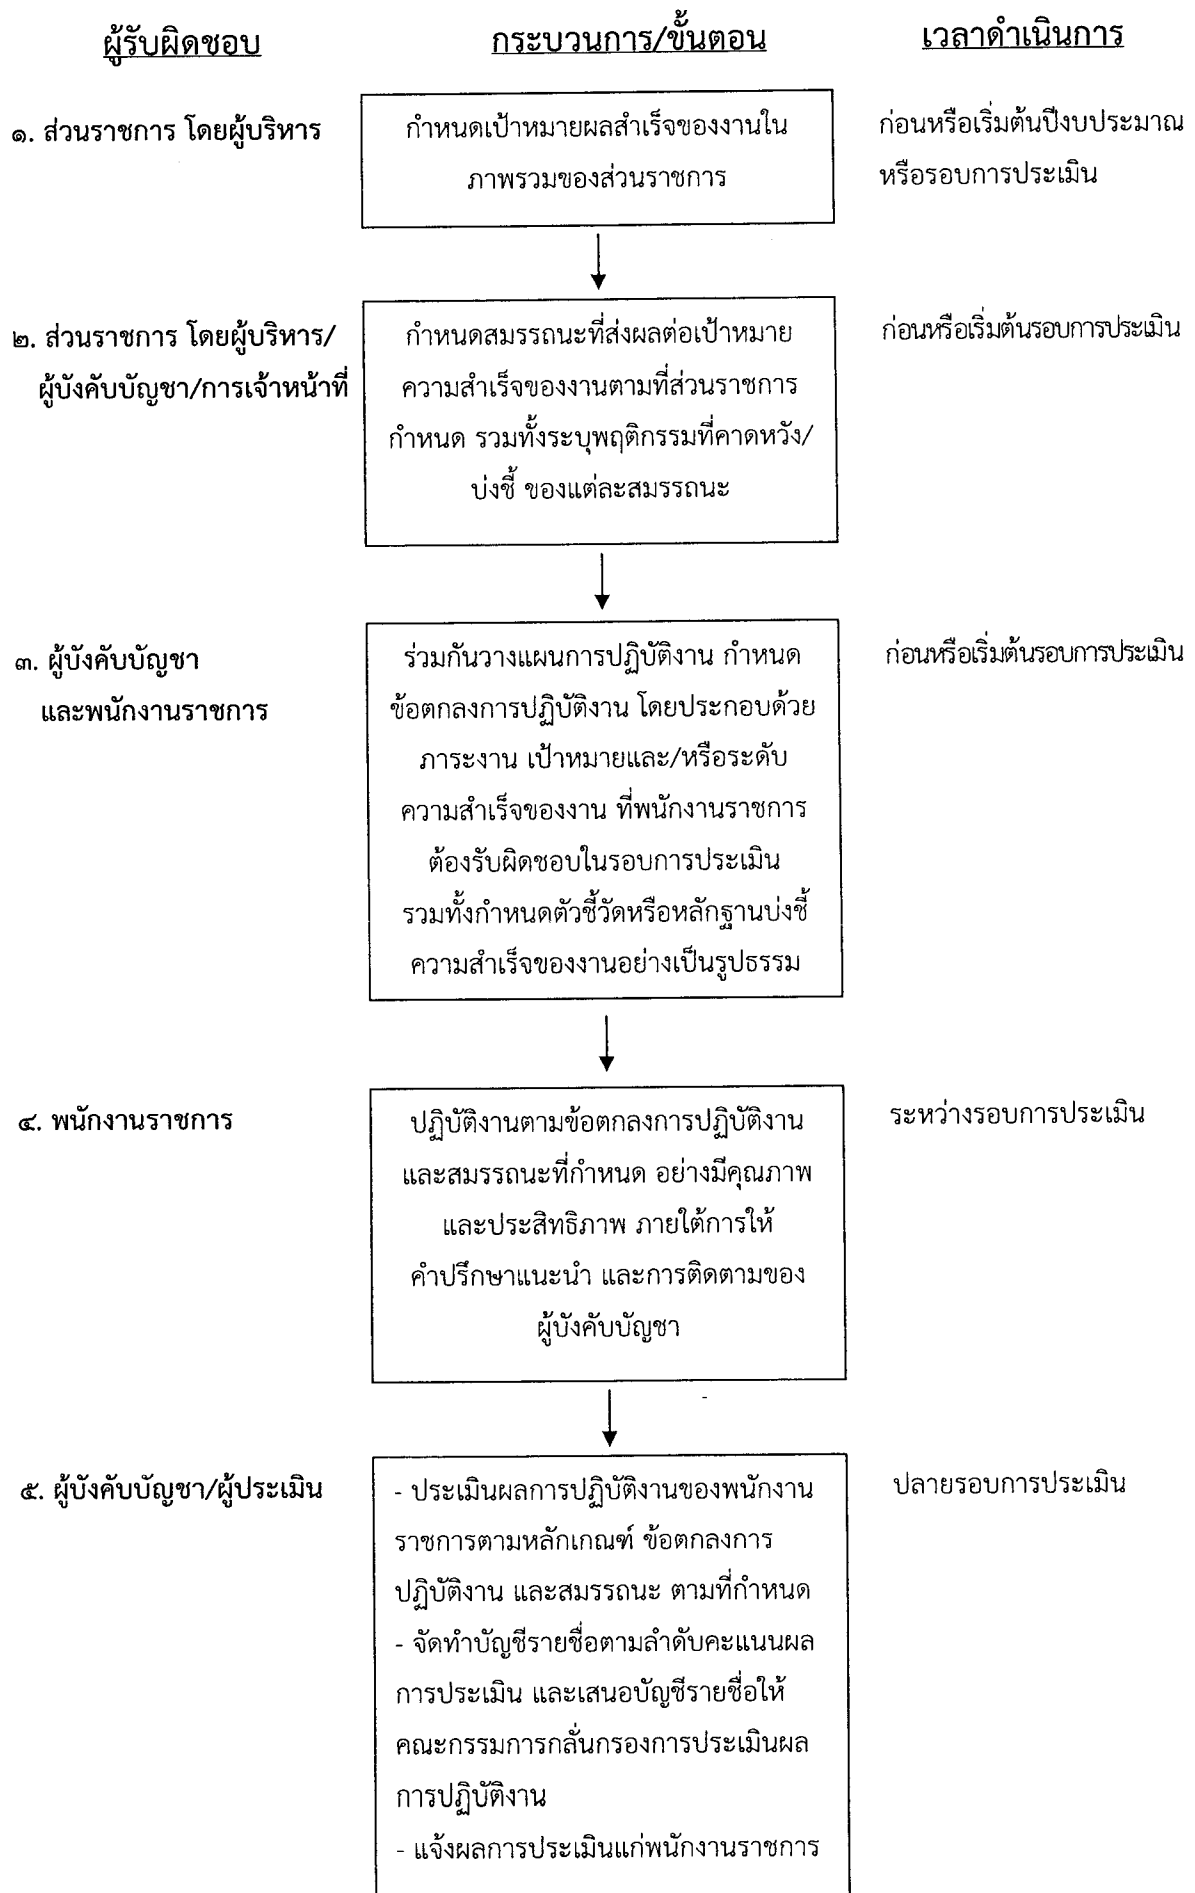 ผู้รับผิดชอบ กระบวนการ/ขั้นตอน เวลาดำเนินการ
๑. ส่วนราชการ โดยผู้บริหาร
กำหนดเป้าหมายผลสำเร็จของงานใน
ภาพรวมของส่วนราชการ
ก่อนหรือเริ่มต้นปีงบประมาณ
หรือรอบการประเมิน
๒. ส่วนราชการ โดยผู้บริหาร/
ผู้บังคับบัญชา/การเจ้าหน้าที่
กำหนดสมรรถนะที่ส่งผลต่อเป้าหมาย
ความสำเร็จของงานตามที่ส่วนราชการ
กำหนด รวมทั้งระบุพฤติกรรมที่คาดหวัง/
บ่งชี้ ของแต่ละสมรรถนะ
ก่อนหรือเริ่มต้นรอบการประเมิน
๓. ผู้บังคับบัญชา
และพนักงานราชการ
ร่วมกันวางแผนการปฏิบัติงาน กำหนด
ข้อตกลงการปฏิบัติงาน โดยประกอบด้วย
ภาระงาน เป้าหมายและ/หรือระดับ
ความสำเร็จของงาน ที่พนักงานราชการ
ต้องรับผิดชอบในรอบการประเมิน
รวมทั้งกำหนดตัวชี้วัดหรือหลักฐานบ่งชี้
ความสำเร็จของงานอย่างเป็นรูปธรรม
ก่อนหรือเริ่มต้นรอบการประเมิน
๔. พนักงานราชการ
ปฏิบัติงานตามข้อตกลงการปฏิบัติงาน
และสมรรถนะที่กำหนด อย่างมีคุณภาพ
และประสิทธิภาพ ภายใต้การให้
คำปรึกษาแนะนำ และการติดตามของ
ผู้บังคับบัญชา
ระหว่างรอบการประเมิน
๕. ผู้บังคับบัญชา/ผู้ประเมิน
- ประเมินผลการปฏิบัติงานของพนักงาน
ราชการตามหลักเกณฑ์ ข้อตกลงการ
ปฏิบัติงาน และสมรรถนะ ตามที่กำหนด
- จัดทำบัญชีรายชื่อตามลำดับคะแนนผล
การประเมิน และเสนอบัญชีรายชื่อให้
คณะกรรมการกลั่นกรองการประเมินผล
การปฏิบัติงาน
- แจ้งผลการประเมินแก่พนักงานราชการ
ปลายรอบการประเมิน